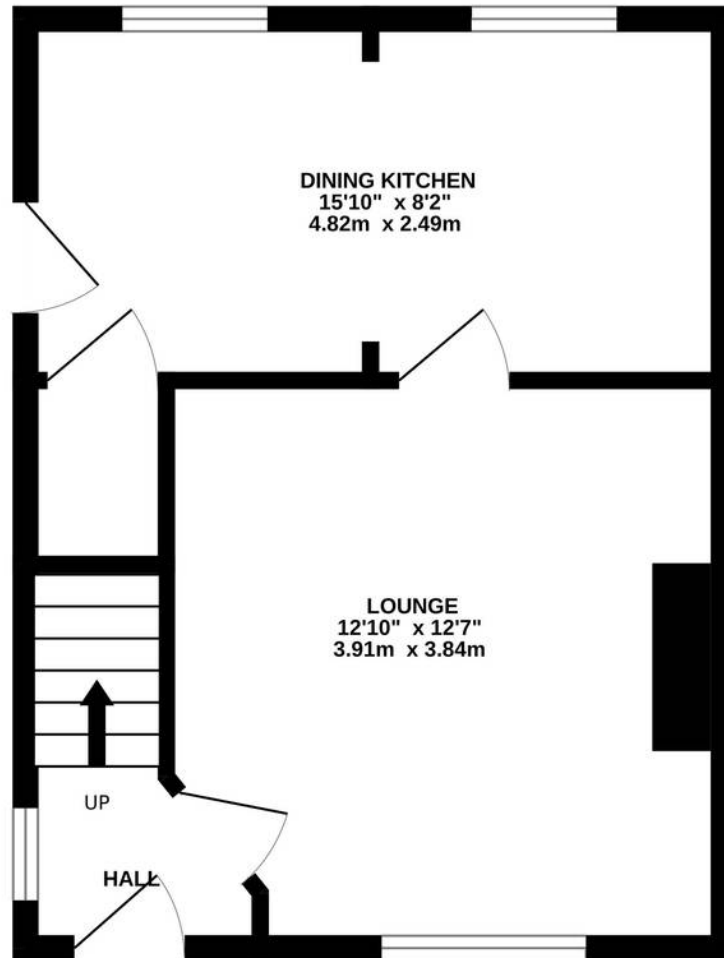 DINING KITCHEN
15'10" x 8'2"
4.82m x 2.49m
LOUNGE
12'10" x 12'7"
3.91m x 3.84m
UP
HALL